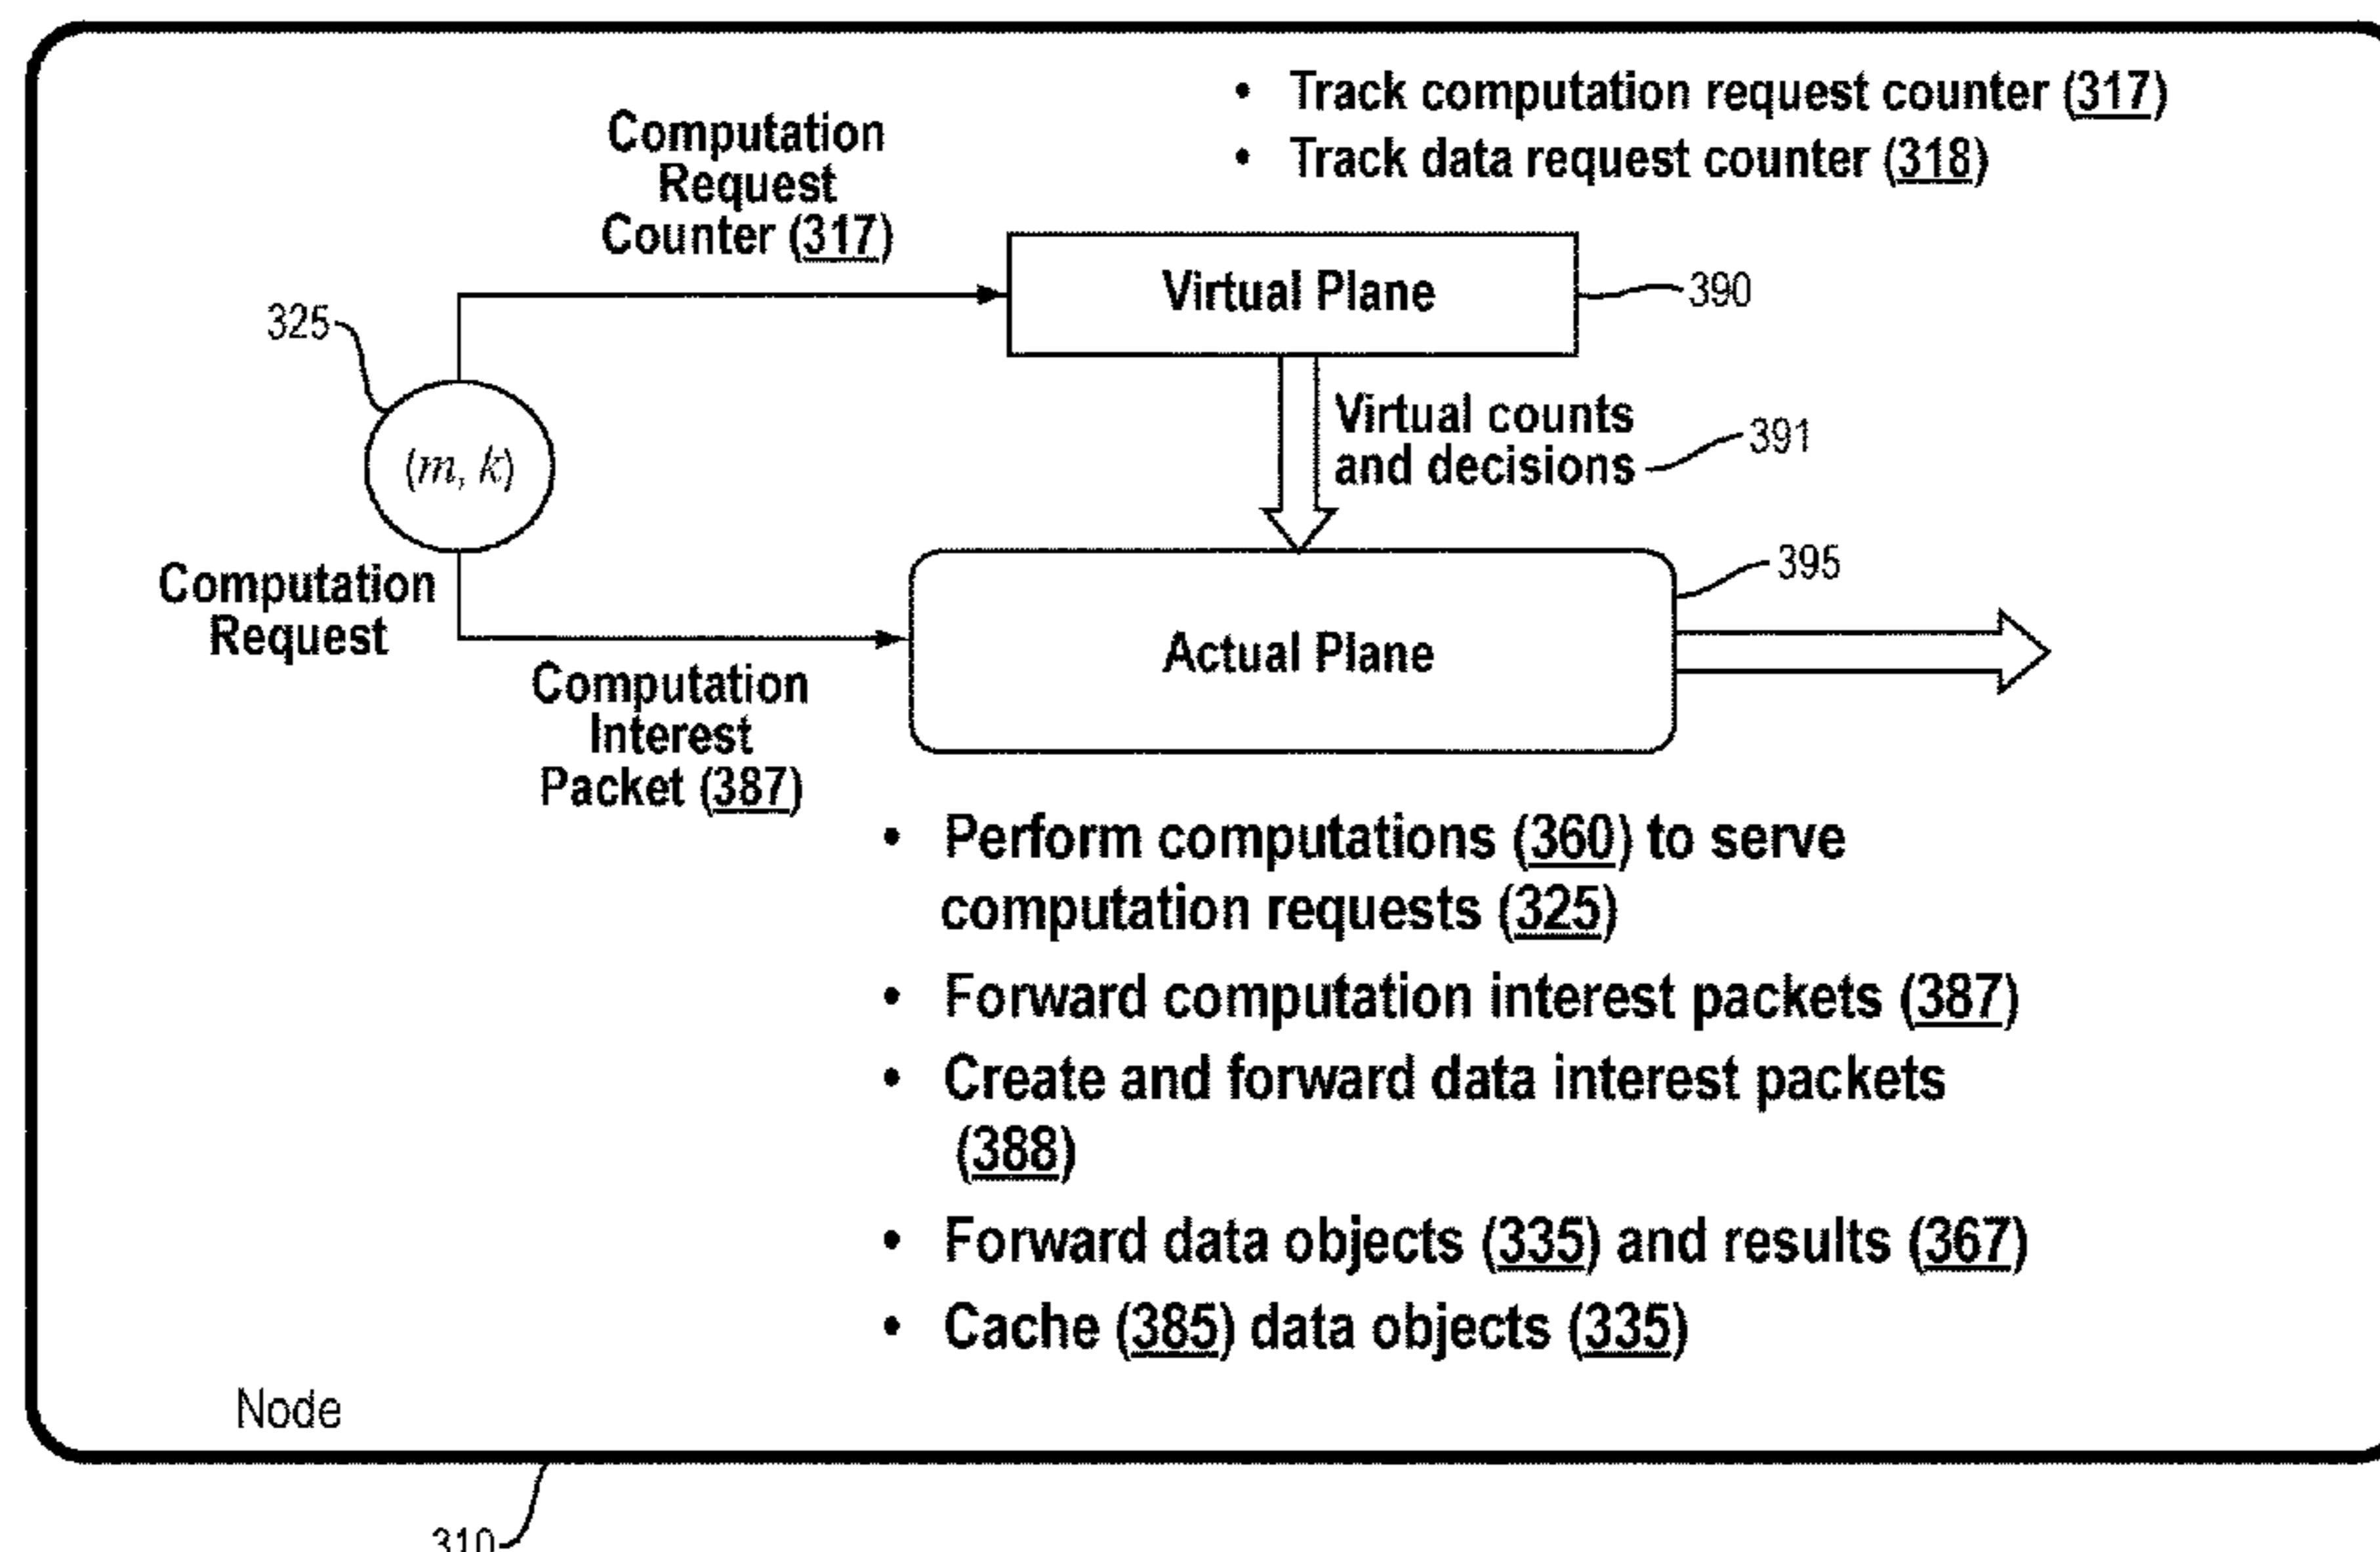 • Track computation request counter (317)
• Track data request counter (318)
Computation
Request
Counter (317)
Virtual Plane
390
325
(m, k)
Virtual counts
and decisions
391
Computation
Request
395
Actual Plane
Computation
Interest
Packet (387)
• Perform computations (360) to serve
computation requests (325)
• Forward computation interest packets (387)
• Create and forward data interest packets
(388)
• Forward data objects (335) and results (367)
• Cache (385) data objects (335)
Node
310